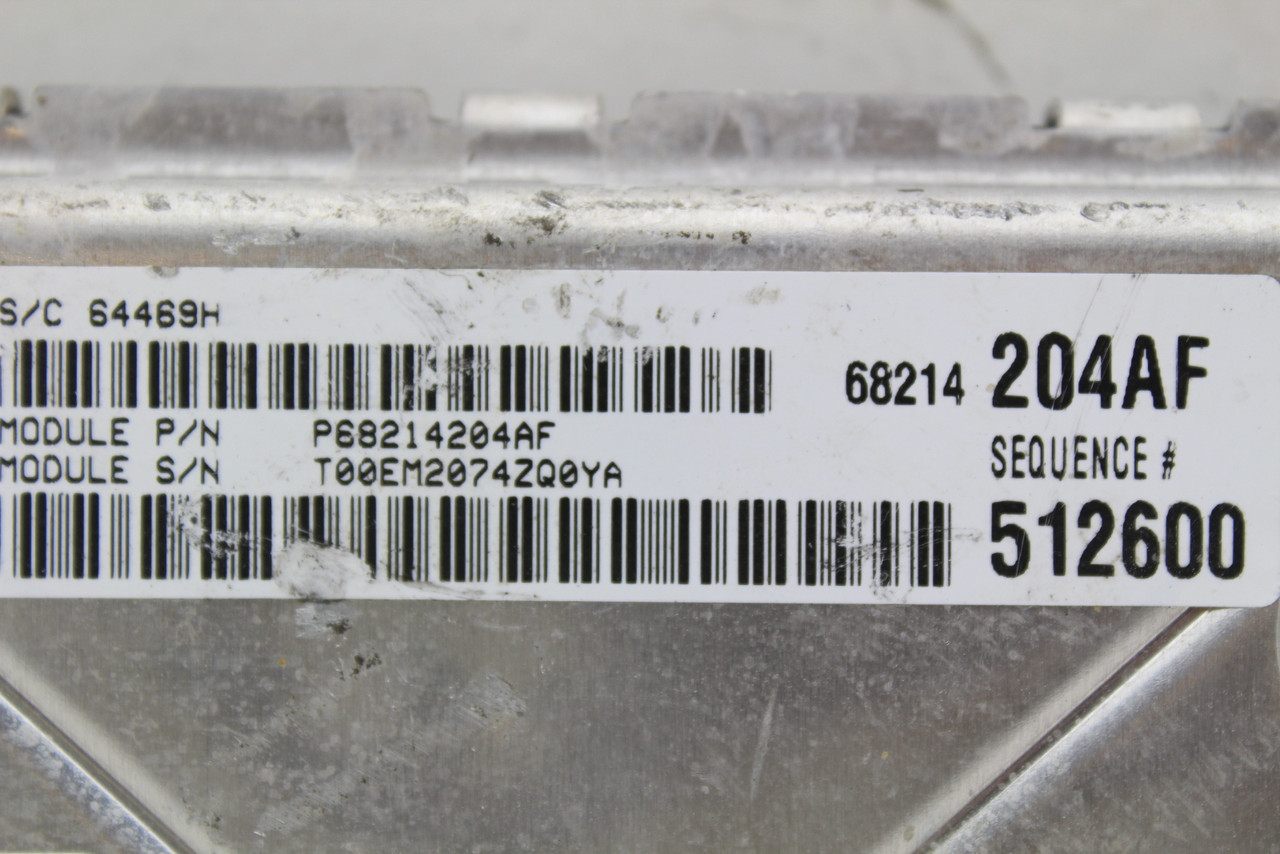 S/C 64469H
68214 204AF
MODULE P/N P68214204AF
MODULE S/N T00EM2074ZQ0YA
SEQUENCE #
512600